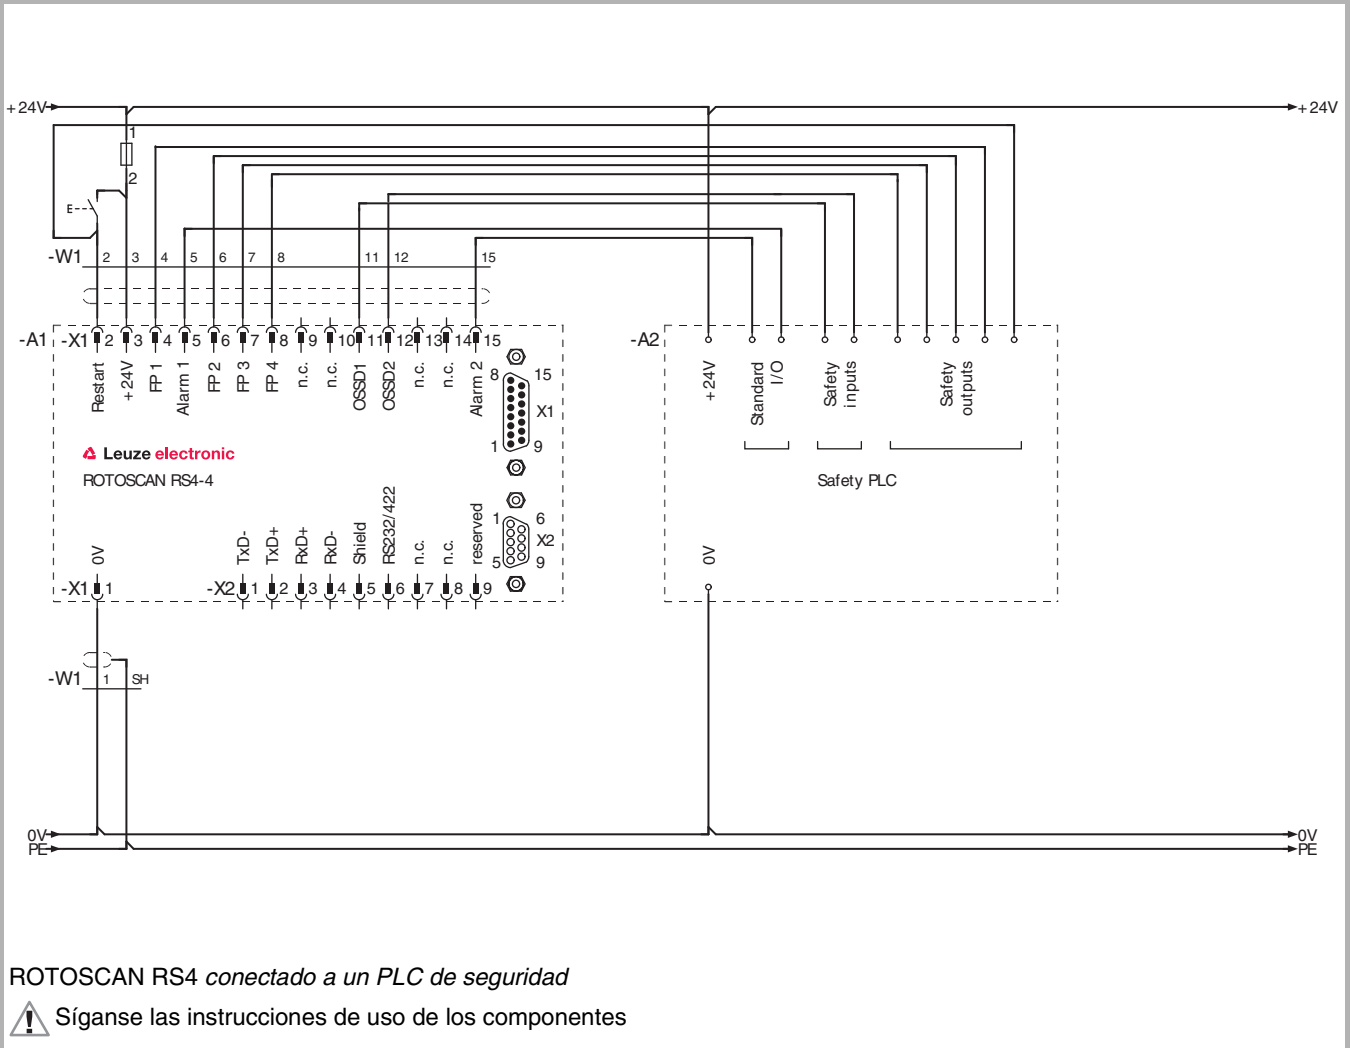 +24V +24V
1
2
E
-W1 2 3 4 5 6 7 8 11 12 15
-A1 -X1 2 3 4 5 6 7 8 9 10 11 12 13 14 15
Restart +24V FP 1 Alarm 1 FP 2 FP 3 FP 4 n.c. n.c. OSSD1 OSSD2 n.c. n.c. Alarm 2
8 15
X1
1 9
-A2
+24V Standard I/O Safety inputs Safety outputs
Leuze electronic
ROTOSCAN RS4-4
Safety PLC
1 6
X2
5 9
0V TxD- TxD+ RxD+ RxD- Shield RS232/422 n.c. n.c. reserved
0V
-X1 1 -X2 1 2 3 4 5 6 7 8 9
-W1 1 SH
0V 0V
PE PE
ROTOSCAN RS4 conectado a un PLC de seguridad
Síganse las instrucciones de uso de los componentes